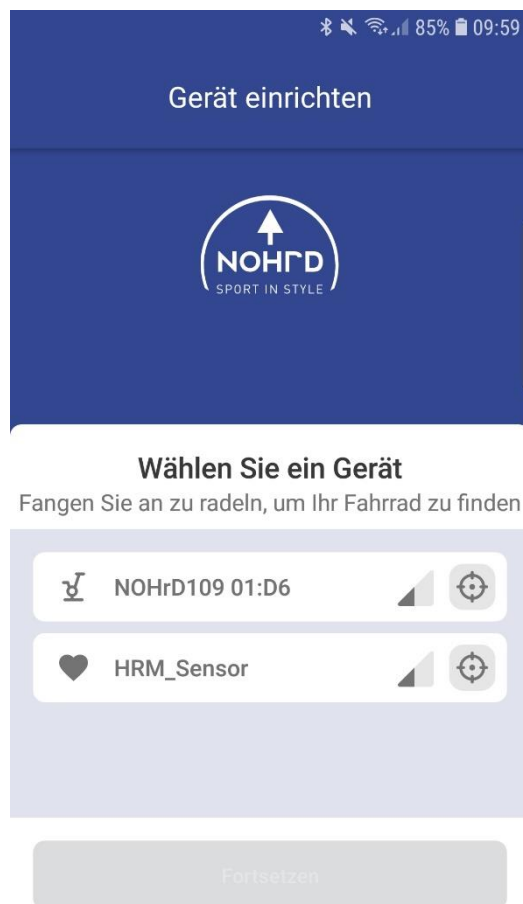 85% 09:59
Gerät einrichten
NOHrD
SPORT IN STYLE
Wählen Sie ein Gerät
Fangen Sie an zu radeln, um Ihr Fahrrad zu finden
NOHrD109 01:D6
HRM_Sensor
Fortsetzen